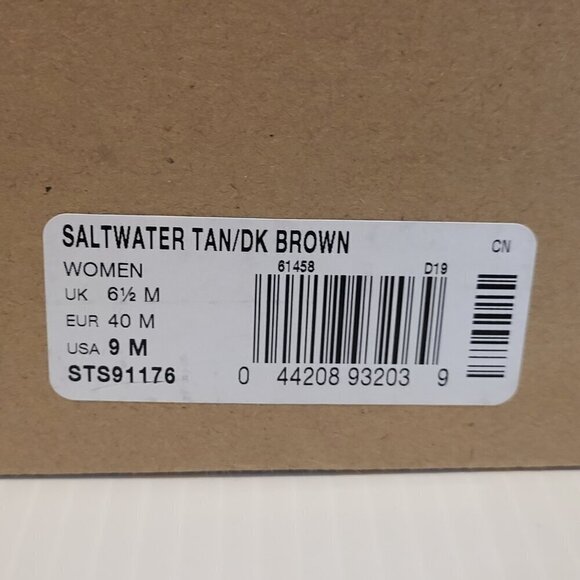 SALTWATER TAN/DK BROWN
CN
WOMEN
61458 D19
UK 6½ M
EUR 40 M
USA 9 M
STS91176
0 44208 93203 9